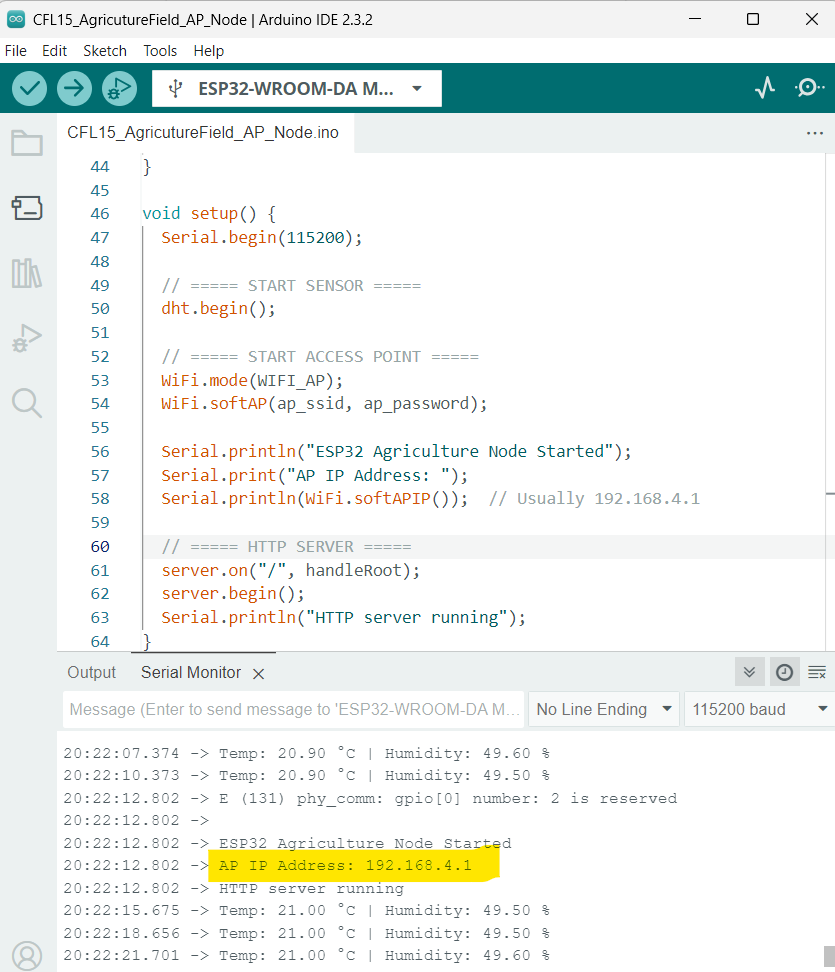 CFL15_AgricutureField_AP_Node | Arduino IDE 2.3.2
File Edit Sketch Tools Help
ESP32-WROOM-DA M...
CFL15_AgricutureField_AP_Node.ino
44 }
45
46 void setup() {
47 Serial.begin(115200);
48
49 // ===== START SENSOR =====
50 dht.begin();
51
52 // ===== START ACCESS POINT =====
53 WiFi.mode(WIFI_AP);
54 WiFi.softAP(ap_ssid, ap_password);
55
56 Serial.println("ESP32 Agriculture Node Started");
57 Serial.print("AP IP Address: ");
58 Serial.println(WiFi.softAPIP()); // Usually 192.168.4.1
59
60 // ===== HTTP SERVER =====
61 server.on("/", handleRoot);
62 server.begin();
63 Serial.println("HTTP server running");
64 }
Output Serial Monitor
Message (Enter to send message to 'ESP32-WROOM-DA M... No Line Ending 115200 baud
20:22:07.374 -> Temp: 20.90 °C | Humidity: 49.60 %
20:22:10.373 -> Temp: 20.90 °C | Humidity: 49.50 %
20:22:12.802 -> E (131) phy_comm: gpio[0] number: 2 is reserved
20:22:12.802 ->
20:22:12.802 -> ESP32 Agriculture Node Started
20:22:12.802 -> AP IP Address: 192.168.4.1
20:22:12.802 -> HTTP server running
20:22:15.675 -> Temp: 21.00 °C | Humidity: 49.50 %
20:22:18.656 -> Temp: 21.00 °C | Humidity: 49.50 %
20:22:21.701 -> Temp: 21.00 °C | Humidity: 49.60 %